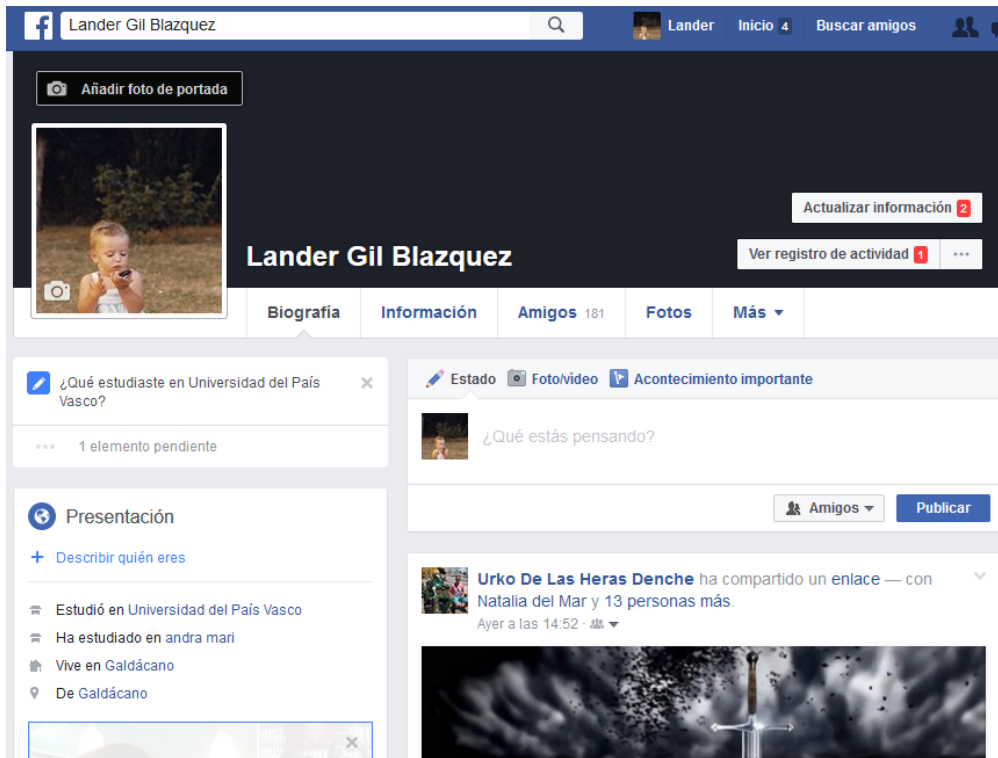 Lander Gil Blazquez
Lander
Inicio 4
Buscar amigos
Añadir foto de portada
Actualizar información 2
Lander Gil Blazquez
Ver registro de actividad 1
Biografía
Información
Amigos 181
Fotos
Más
¿Qué estudiaste en Universidad del País
Vasco?
1 elemento pendiente
Estado
Foto/vídeo
Acontecimiento importante
¿Qué estás pensando?
Amigos
Publicar
Presentación
Describir quién eres
Estudió en Universidad del País Vasco
Ha estudiado en andra mari
Vive en Galdácano
De Galdácano
Urko De Las Heras Denche ha compartido un enlace — con
Natalia del Mar y 13 personas más.
Ayer a las 14:52 ·